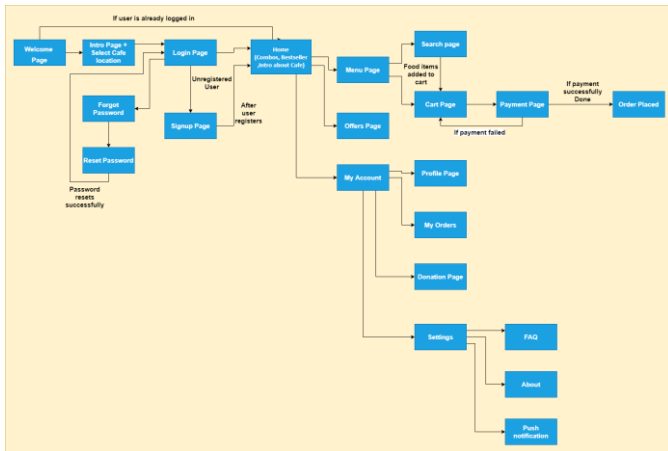 If user is already logged in
Welcome
Page
Intro Page +
Select Cafe
location
Login Page
Home
(Combos, Bestseller
,intro about Cafe)
Menu Page
Search page
Food items
added to
cart
Cart Page
Payment Page
If
payment
successfully
Done
Order Placed
If payment failed
Offers Page
Unregistered
User
Signup Page
After
user
registers
Forgot
Password
Reset Password
Password
resets
successfully
My Account
Profile Page
My Orders
Donation Page
Settings
FAQ
About
Push
notification